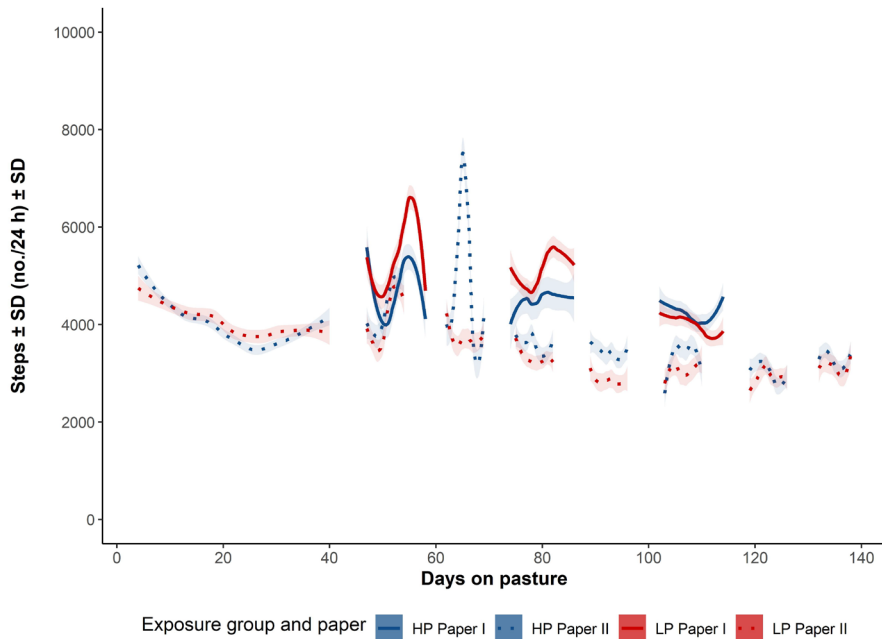 10000
8000
6000
4000
2000
0
Steps ± SD (no./24 h) ± SD
0 20 40 60 80 100 120 140
Days on pasture
Exposure group and paper HP Paper I HP Paper II LP Paper I LP Paper II